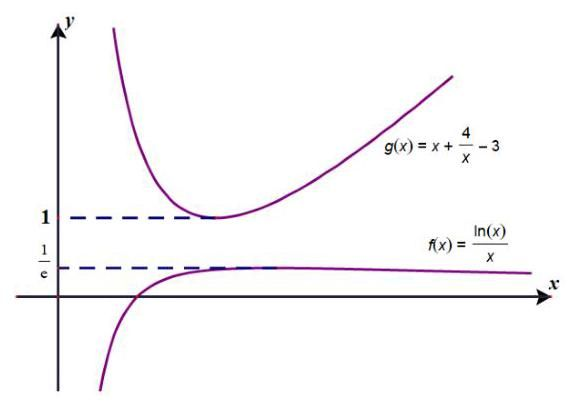 y
g(x) = x + 4/x − 3
1
f(x) = ln(x)/x
1/e
x